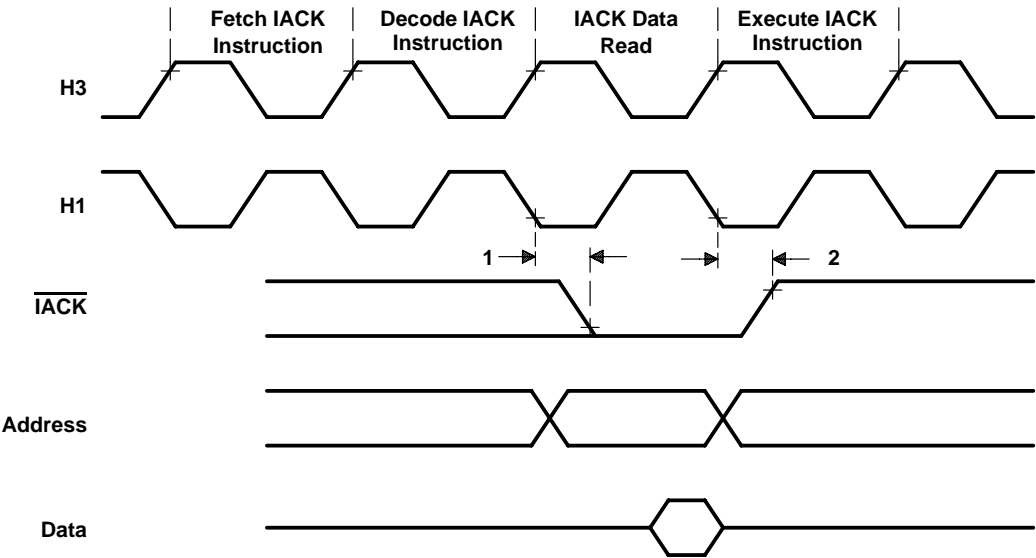 Fetch IACK Instruction
Decode IACK Instruction
IACK Data Read
Execute IACK Instruction
H3
H1
1
2
IACK
Address
Data